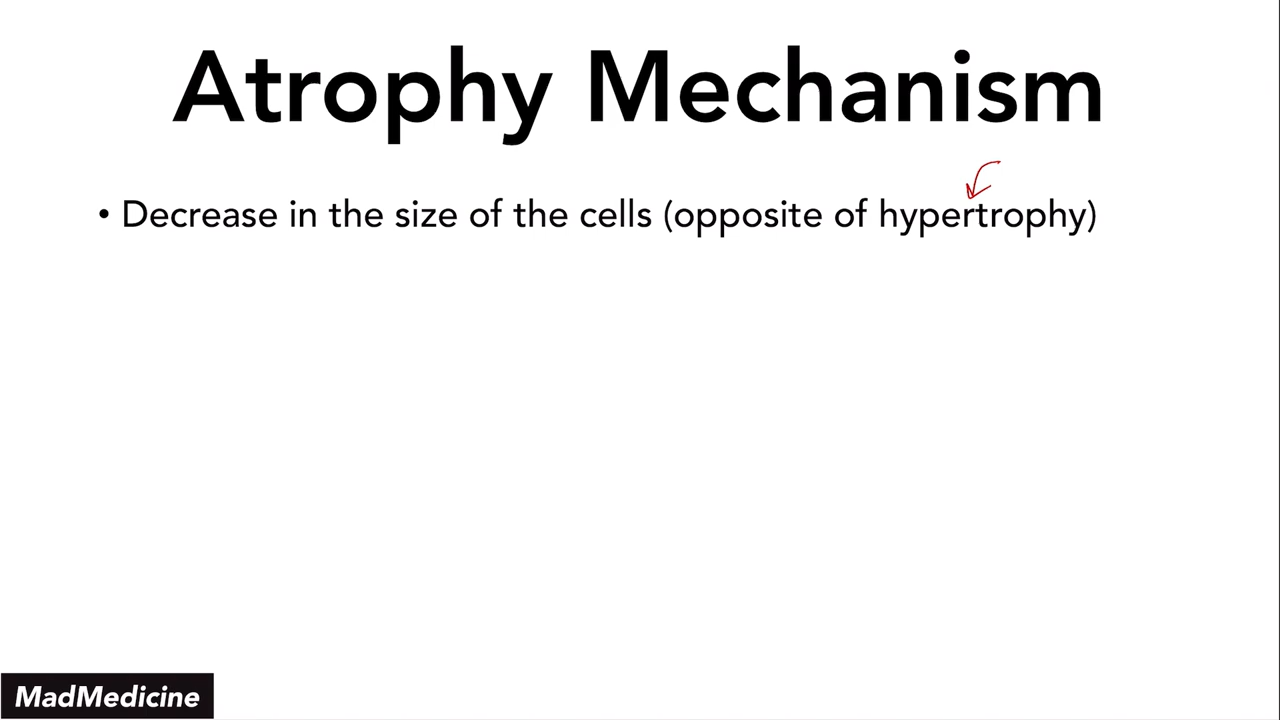 Atrophy Mechanism
• Decrease in the size of the cells (opposite of hypertrophy)
MadMedicine